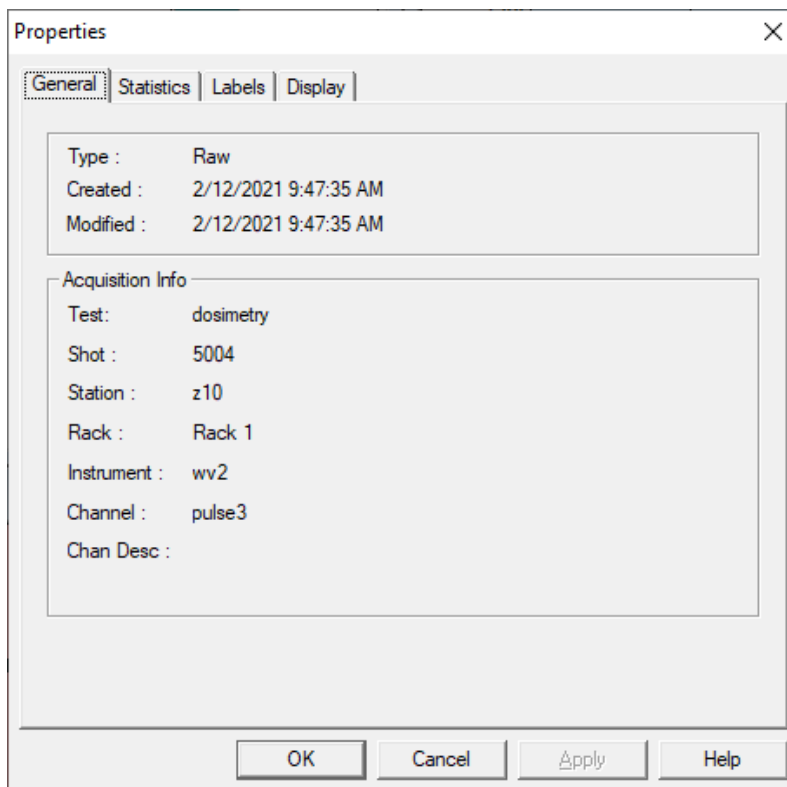 Properties
General Statistics Labels Display
Type : Raw
Created : 2/12/2021 9:47:35 AM
Modified : 2/12/2021 9:47:35 AM
Acquisition Info
Test: dosimetry
Shot : 5004
Station : z10
Rack : Rack 1
Instrument : wv2
Channel : pulse3
Chan Desc :
OK Cancel Apply Help